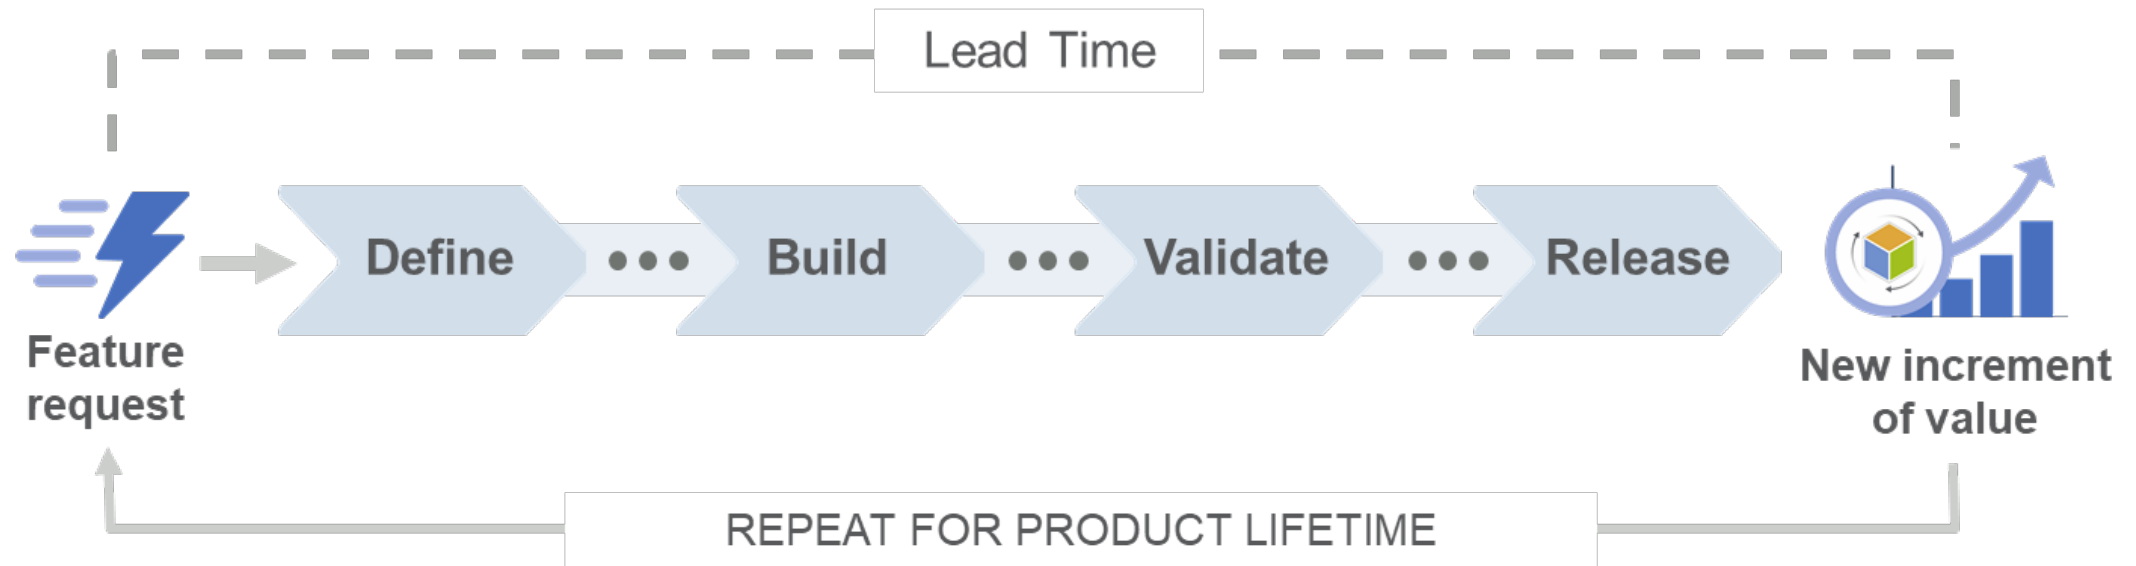 Lead Time
Define
Build
Validate
Release
Feature
request
New increment
of value
REPEAT FOR PRODUCT LIFETIME